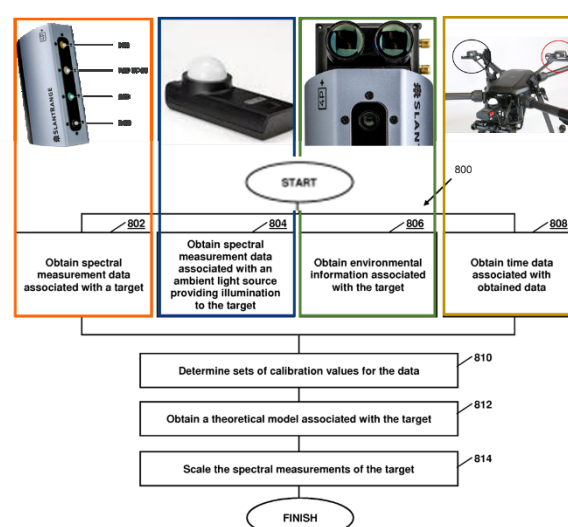 4P+
SLANTRANGE
4P+
SLAN
START
800
802
Obtain spectral
measurement data
associated with a target
804
Obtain spectral
measurement data
associated with an
ambient light source
providing illumination
to the target
806
Obtain environmental
information associated
with the target
808
Obtain time data
associated with
obtained data
810
Determine sets of calibration values for the data
812
Obtain a theoretical model associated with the target
814
Scale the spectral measurements of the target
FINISH